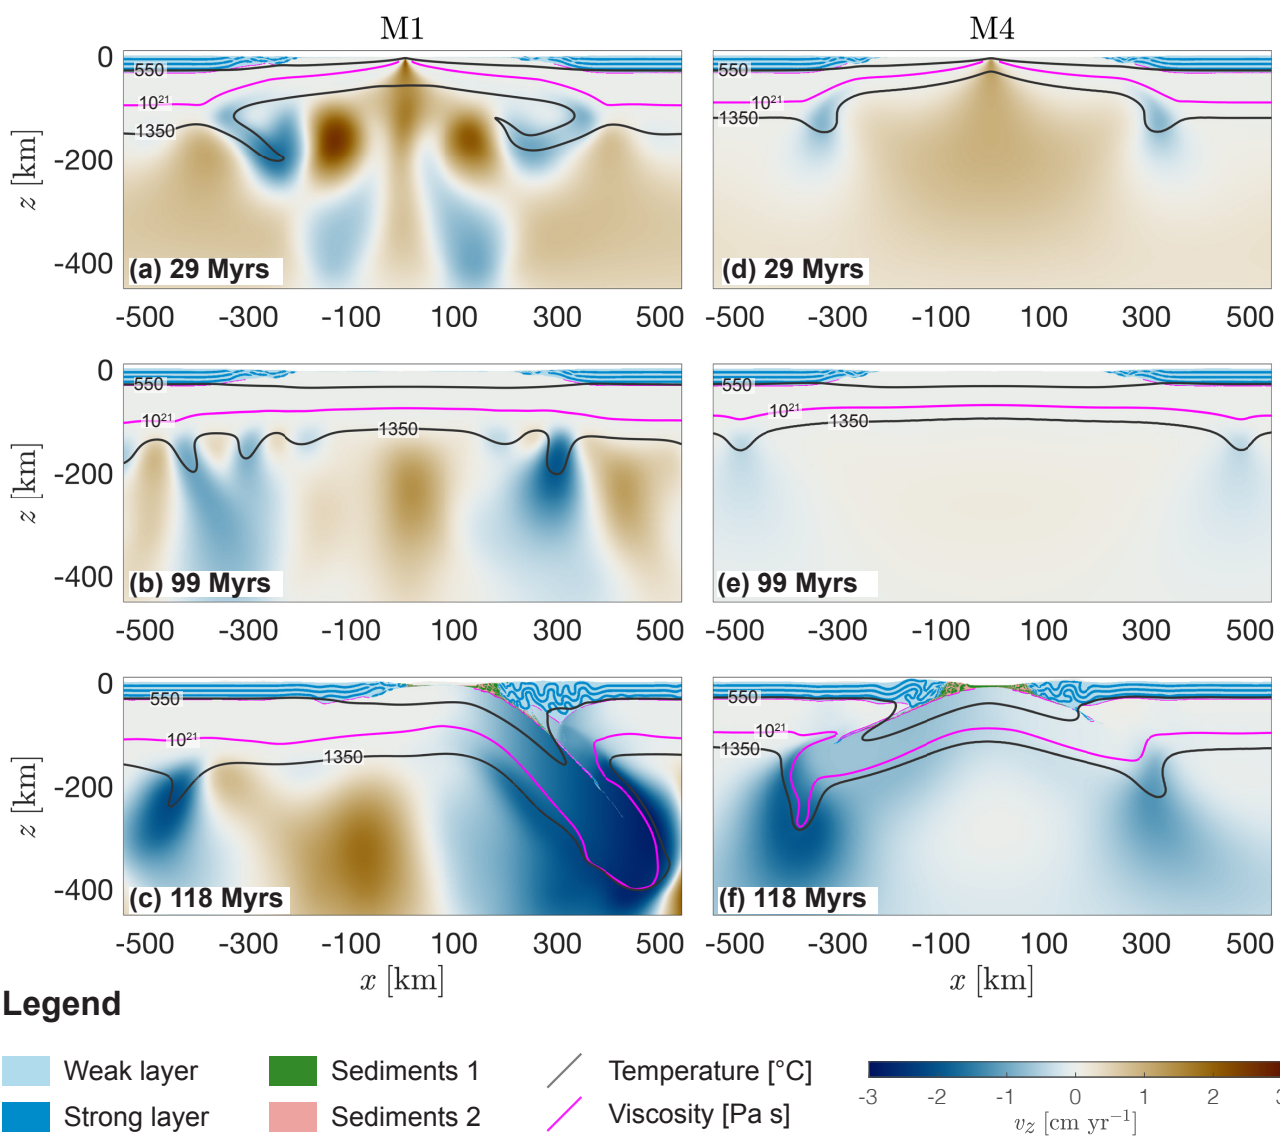 M1
M4
0
-200
-400
z [km]
550
10²¹
1350
(a) 29 Myrs
550
10²¹
1350
(d) 29 Myrs
-500 -300 -100 100 300 500
-500 -300 -100 100 300 500
0
-200
-400
z [km]
550
10²¹
1350
(b) 99 Myrs
550
10²¹
1350
(e) 99 Myrs
-500 -300 -100 100 300 500
-500 -300 -100 100 300 500
0
-200
-400
z [km]
550
10²¹
1350
(c) 118 Myrs
550
10²¹
1350
(f) 118 Myrs
-500 -300 -100 100 300 500
-500 -300 -100 100 300 500
x [km]
x [km]
Legend
Weak layer
Sediments 1
Temperature [°C]
Strong layer
Sediments 2
Viscosity [Pa s]
-3 -2 -1 0 1 2 3
v_z [cm yr⁻¹]